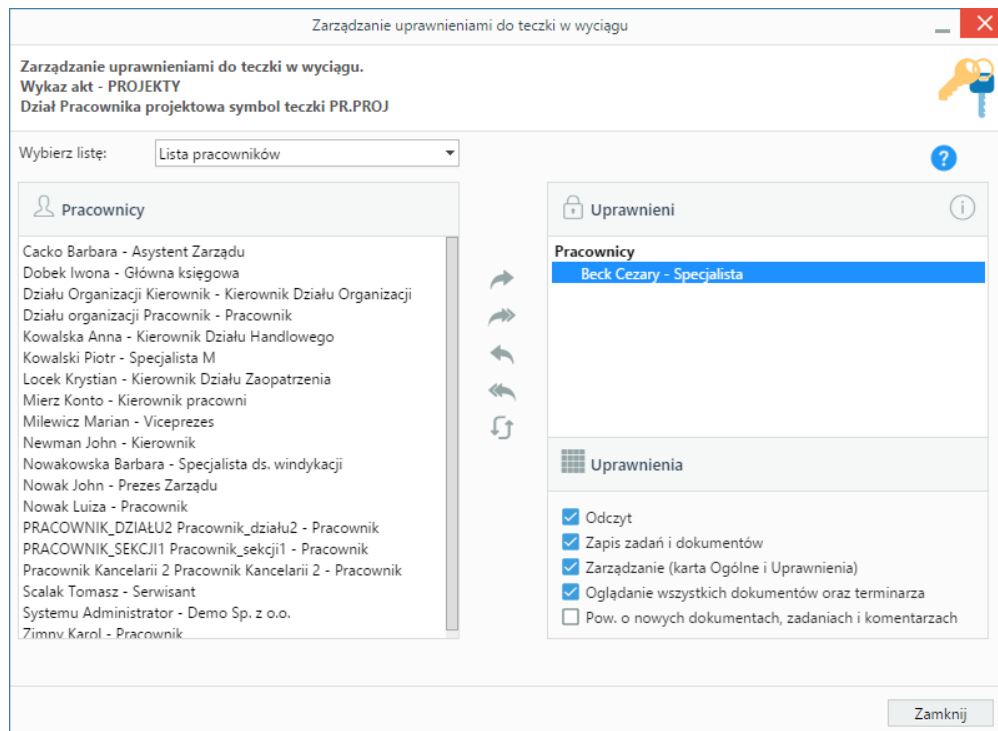 Zarządzanie uprawnieniami do teczki w wyciągu
Zarządzanie uprawnieniami do teczki w wyciągu.
Wykaz akt - PROJEKTY
Dział Pracownika projektowa symbol teczki PR.PROJ
Wybierz listę:
Lista pracowników
Pracownicy
Cacko Barbara - Asystent Zarządu
Dobek Iwona - Główna księgowa
Działu Organizacji Kierownik - Kierownik Działu Organizacji
Działu organizacji Pracownik - Pracownik
Kowalska Anna - Kierownik Działu Handlowego
Kowalski Piotr - Specjalista M
Locek Krystian - Kierownik Działu Zaopatrzenia
Mierz Konto - Kierownik pracowni
Milewicz Marian - Viceprezes
Newman John - Kierownik
Nowakowska Barbara - Specjalista ds. windykacji
Nowak John - Prezes Zarządu
Nowak Luiza - Pracownik
PRACOWNIK_DZIAŁU2 Pracownik_działu2 - Pracownik
PRACOWNIK_SEKCJI1 Pracownik_sekcji1 - Pracownik
Pracownik Kancelarii 2 Pracownik Kancelarii 2 - Pracownik
Scalak Tomasz - Serwisant
Systemu Administrator - Demo Sp. z o.o.
Zimny Karol - Pracownik
Uprawnieni
Pracownicy
Beck Cezary - Specjalista
Uprawnienia
Odczyt
Zapis zadań i dokumentów
Zarządzanie (karta Ogólne i Uprawnienia)
Oglądanie wszystkich dokumentów oraz terminarza
Pow. o nowych dokumentach, zadaniach i komentarzach
Zamknij